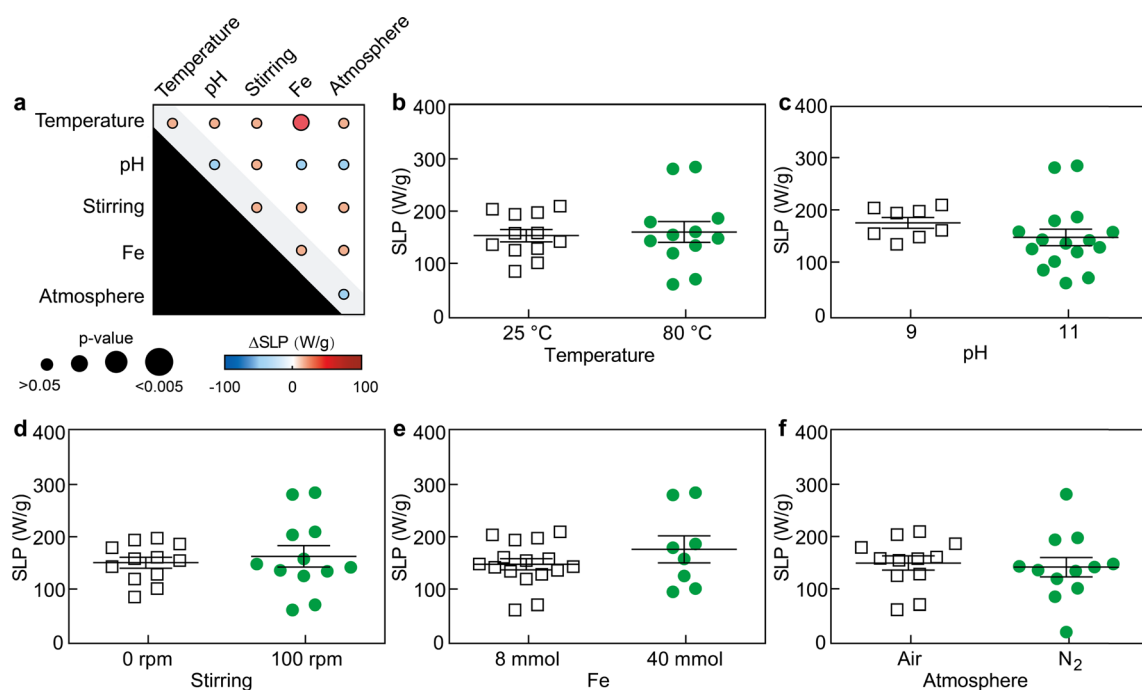 Temperature
pH
Stirring
Fe
Atmosphere
a
Temperature
pH
Stirring
Fe
Atmosphere
p-value
>0.05
<0.005
ΔSLP (W/g)
-100
0
100
b
SLP (W/g)
400
300
200
100
0
25 °C
80 °C
Temperature
c
SLP (W/g)
400
300
200
100
0
9
11
pH
d
SLP (W/g)
400
300
200
100
0
0 rpm
100 rpm
Stirring
e
SLP (W/g)
400
300
200
100
0
8 mmol
40 mmol
Fe
f
SLP (W/g)
400
300
200
100
0
Air
N₂
Atmosphere